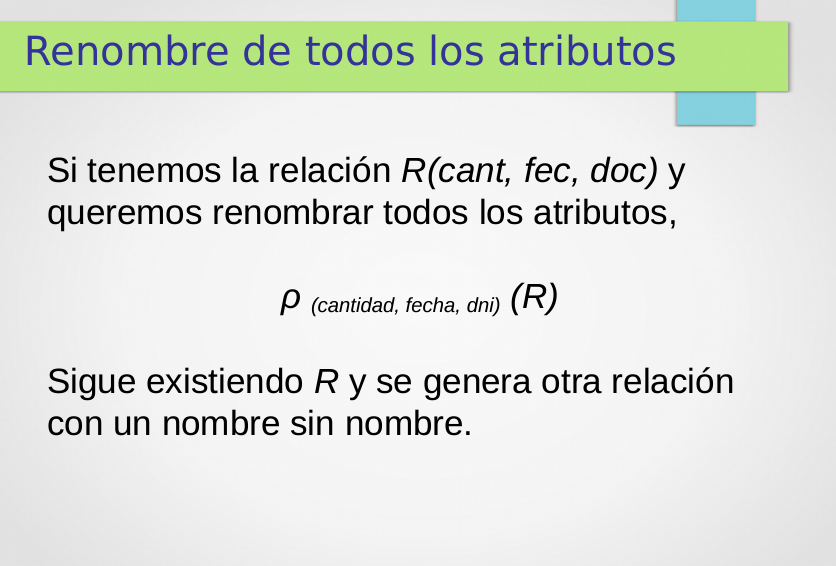 Renombre de todos los atributos
Si tenemos la relación R(cant, fec, doc) y
queremos renombrar todos los atributos,
ρ (cantidad, fecha, dni) (R)
Sigue existiendo R y se genera otra relación
con un nombre sin nombre.